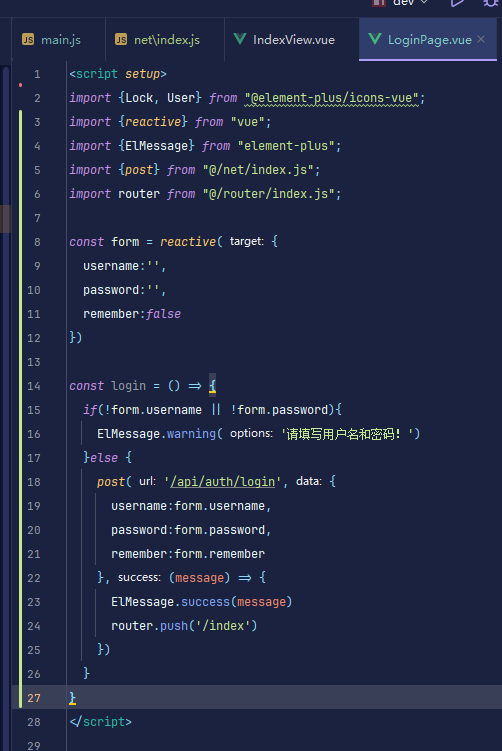 dev
main.js
net\index.js
IndexView.vue
LoginPage.vue
1 <script setup>
2 import {Lock, User} from "@element-plus/icons-vue";
3 import {reactive} from "vue";
4 import {ElMessage} from "element-plus";
5 import {post} from "@/net/index.js";
6 import router from "@/router/index.js";
7
8 const form = reactive( target: {
9 username:'',
10 password:'',
11 remember:false
12 })
13
14 const login = () => {
15 if(!form.username || !form.password){
16 ElMessage.warning( options: '请填写用户名和密码！')
17 }else {
18 post( url: '/api/auth/login', data: {
19 username:form.username,
20 password:form.password,
21 remember:form.remember
22 }, success: (message) => {
23 ElMessage.success(message)
24 router.push('/index')
25 })
26 }
27 }
28 </script>
29